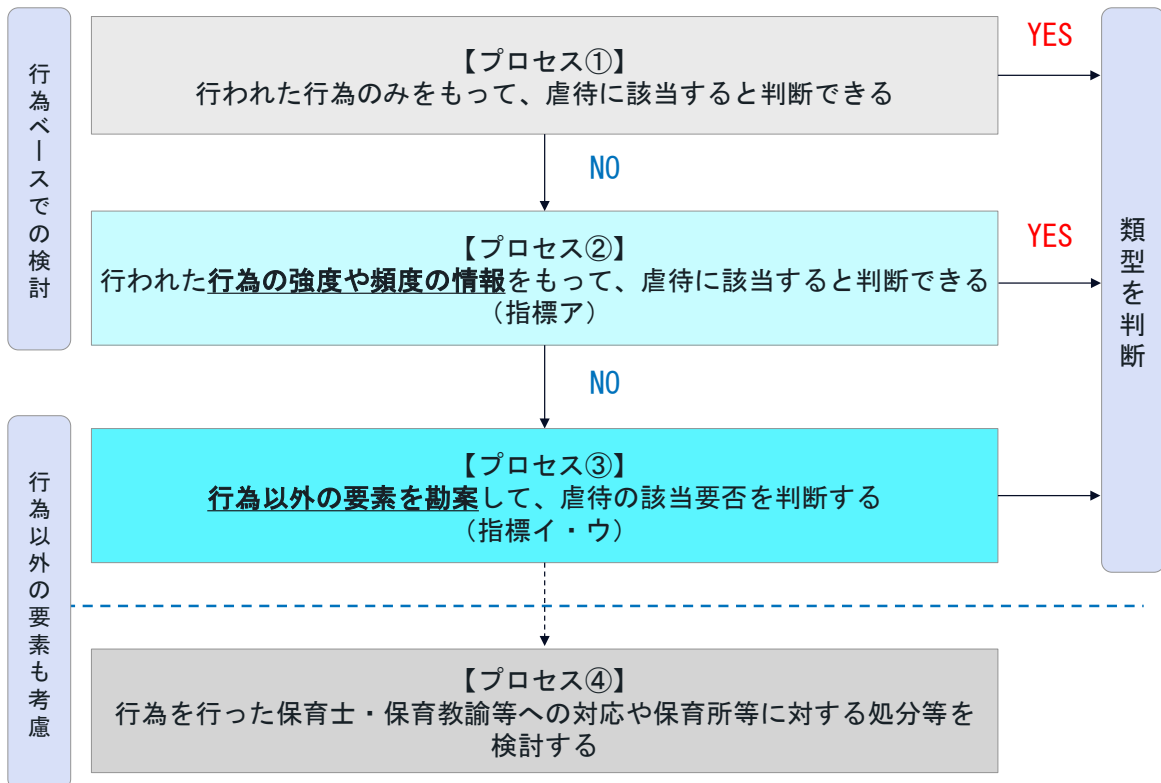 行為ベースでの検討
【プロセス①】
行われた行為のみをもって、虐待に該当すると判断できる
YES
NO
【プロセス②】
行われた行為の強度や頻度の情報をもって、虐待に該当すると判断できる
（指標ア）
YES
類型を判断
NO
行為以外の要素も考慮
【プロセス③】
行為以外の要素を勘案して、虐待の該当要否を判断する
（指標イ・ウ）
【プロセス④】
行為を行った保育士・保育教諭等への対応や保育所等に対する処分等を
検討する